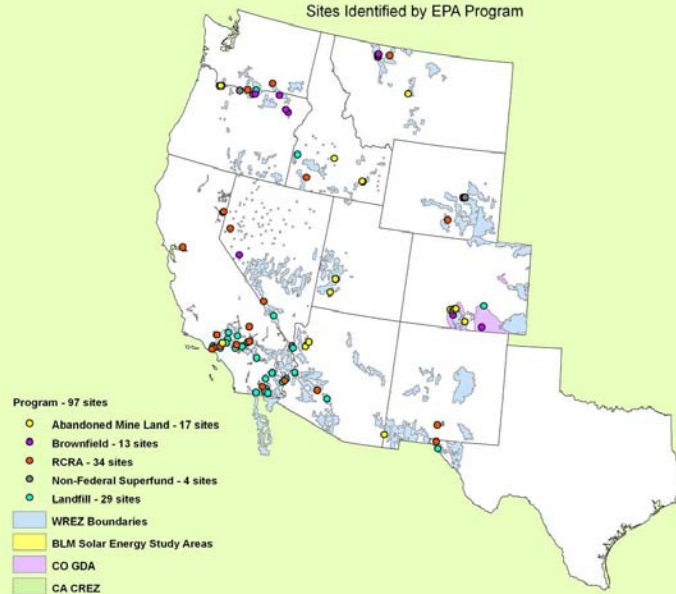 Sites Identified by EPA Program
Program - 97 sites
Abandoned Mine Land - 17 sites
Brownfield - 13 sites
RCRA - 34 sites
Non-Federal Superfund - 4 sites
Landfill - 29 sites
WREZ Boundaries
BLM Solar Energy Study Areas
CO GDA
CA CREZ